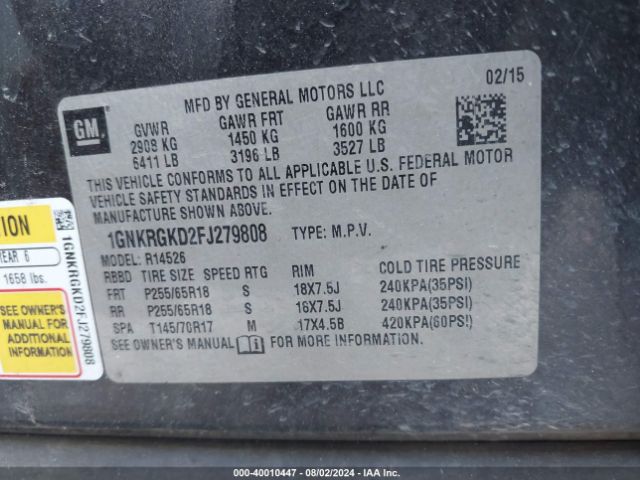 MFD BY GENERAL MOTORS LLC 02/15
GM
GVWR GAWR FRT GAWR RR
2908 KG 1450 KG 1600 KG
6411 LB 3196 LB 3527 LB
THIS VEHICLE CONFORMS TO ALL APPLICABLE U.S. FEDERAL MOTOR
VEHICLE SAFETY STANDARDS IN EFFECT ON THE DATE OF
MANUFACTURE SHOWN ABOVE.
1GNKRGKD2FJ279808 TYPE: M.P.V.
MODEL: R14526
RBBD TIRE SIZE SPEED RTG RIM COLD TIRE PRESSURE
FRT P255/65R18 S 18X7.5J 240KPA(35PSI)
RR P255/65R18 S 16X7.5J 240KPA(35PSI)
SPA T145/70R17 M 17X4.5B 420KPA(60PSI)
SEE OWNER'S MANUAL FOR MORE INFORMATION.
TION
EAR 6
1658 lbs.
SEE OWNER'S
MANUAL FOR
ADDITIONAL
INFORMATION
1GNKRGKD2FJ279808
000-40010447 - 08/02/2024 - IAA Inc.